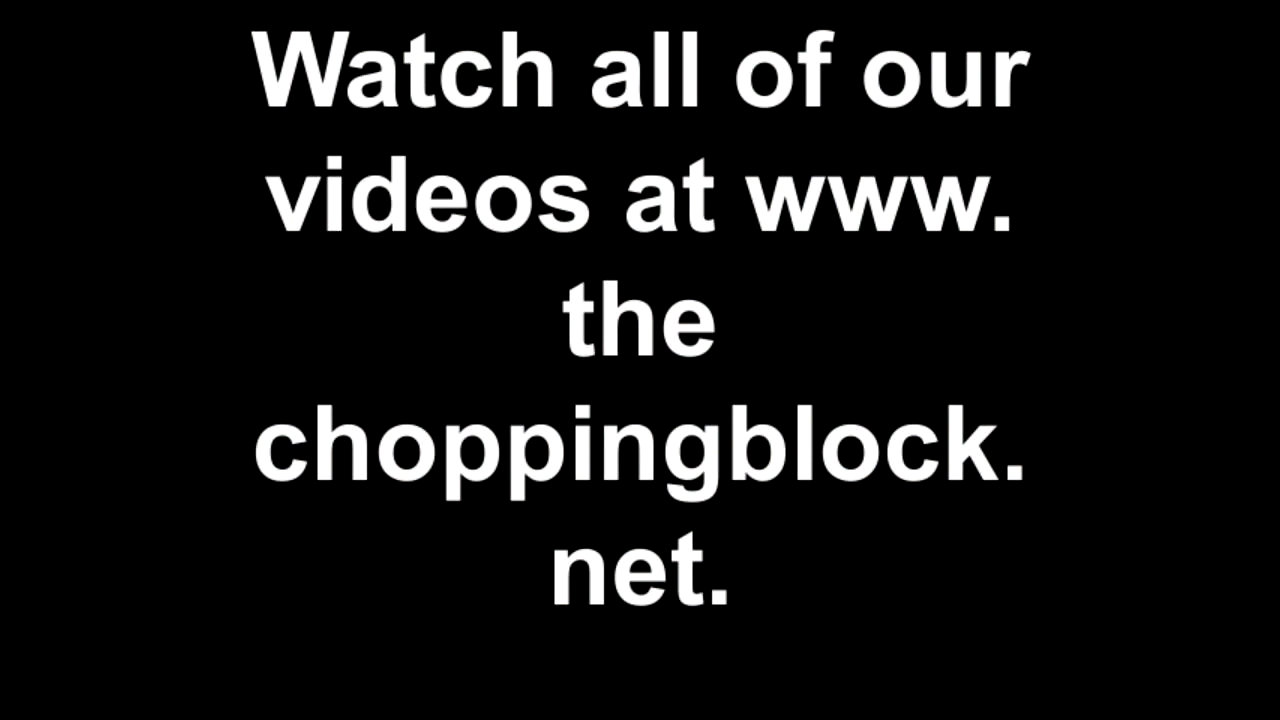 Watch all of our
videos at www.
the
choppingblock.
net.